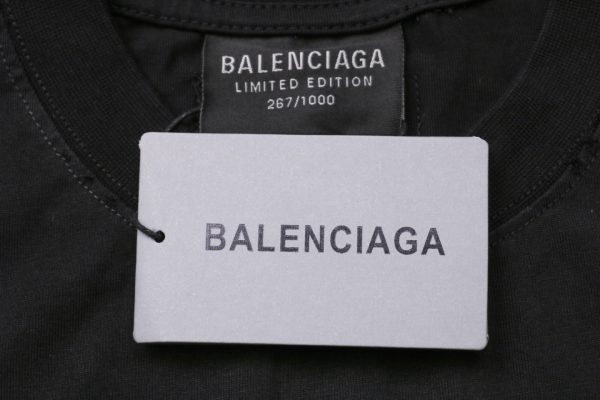 BALENCIAGA
LIMITED EDITION
267/1000
BALENCIAGA